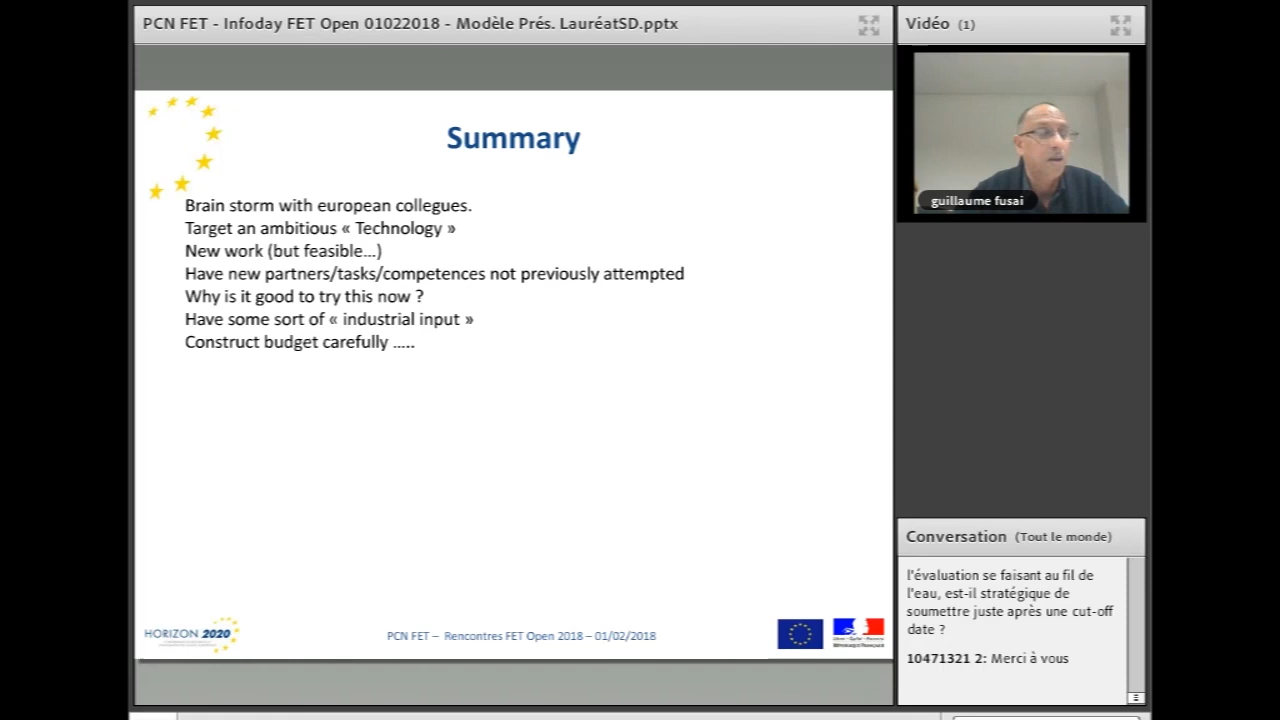 PCN FET - Infoday FET Open 01022018 - Modèle Prés. LauréatSD.pptx
Vidéo (1)
guillaume fusai
Summary
Brain storm with european collegues.
Target an ambitious « Technology »
New work (but feasible...)
Have new partners/tasks/competences not previously attempted
Why is it good to try this now ?
Have some sort of « industrial input »
Construct budget carefully .....
HORIZON 2020
PCN FET – Rencontres FET Open 2018 – 01/02/2018
Conversation (Tout le monde)
l'évaluation se faisant au fil de
l'eau, est-il stratégique de
soumettre juste après une cut-off
date ?
10471321 2: Merci à vous